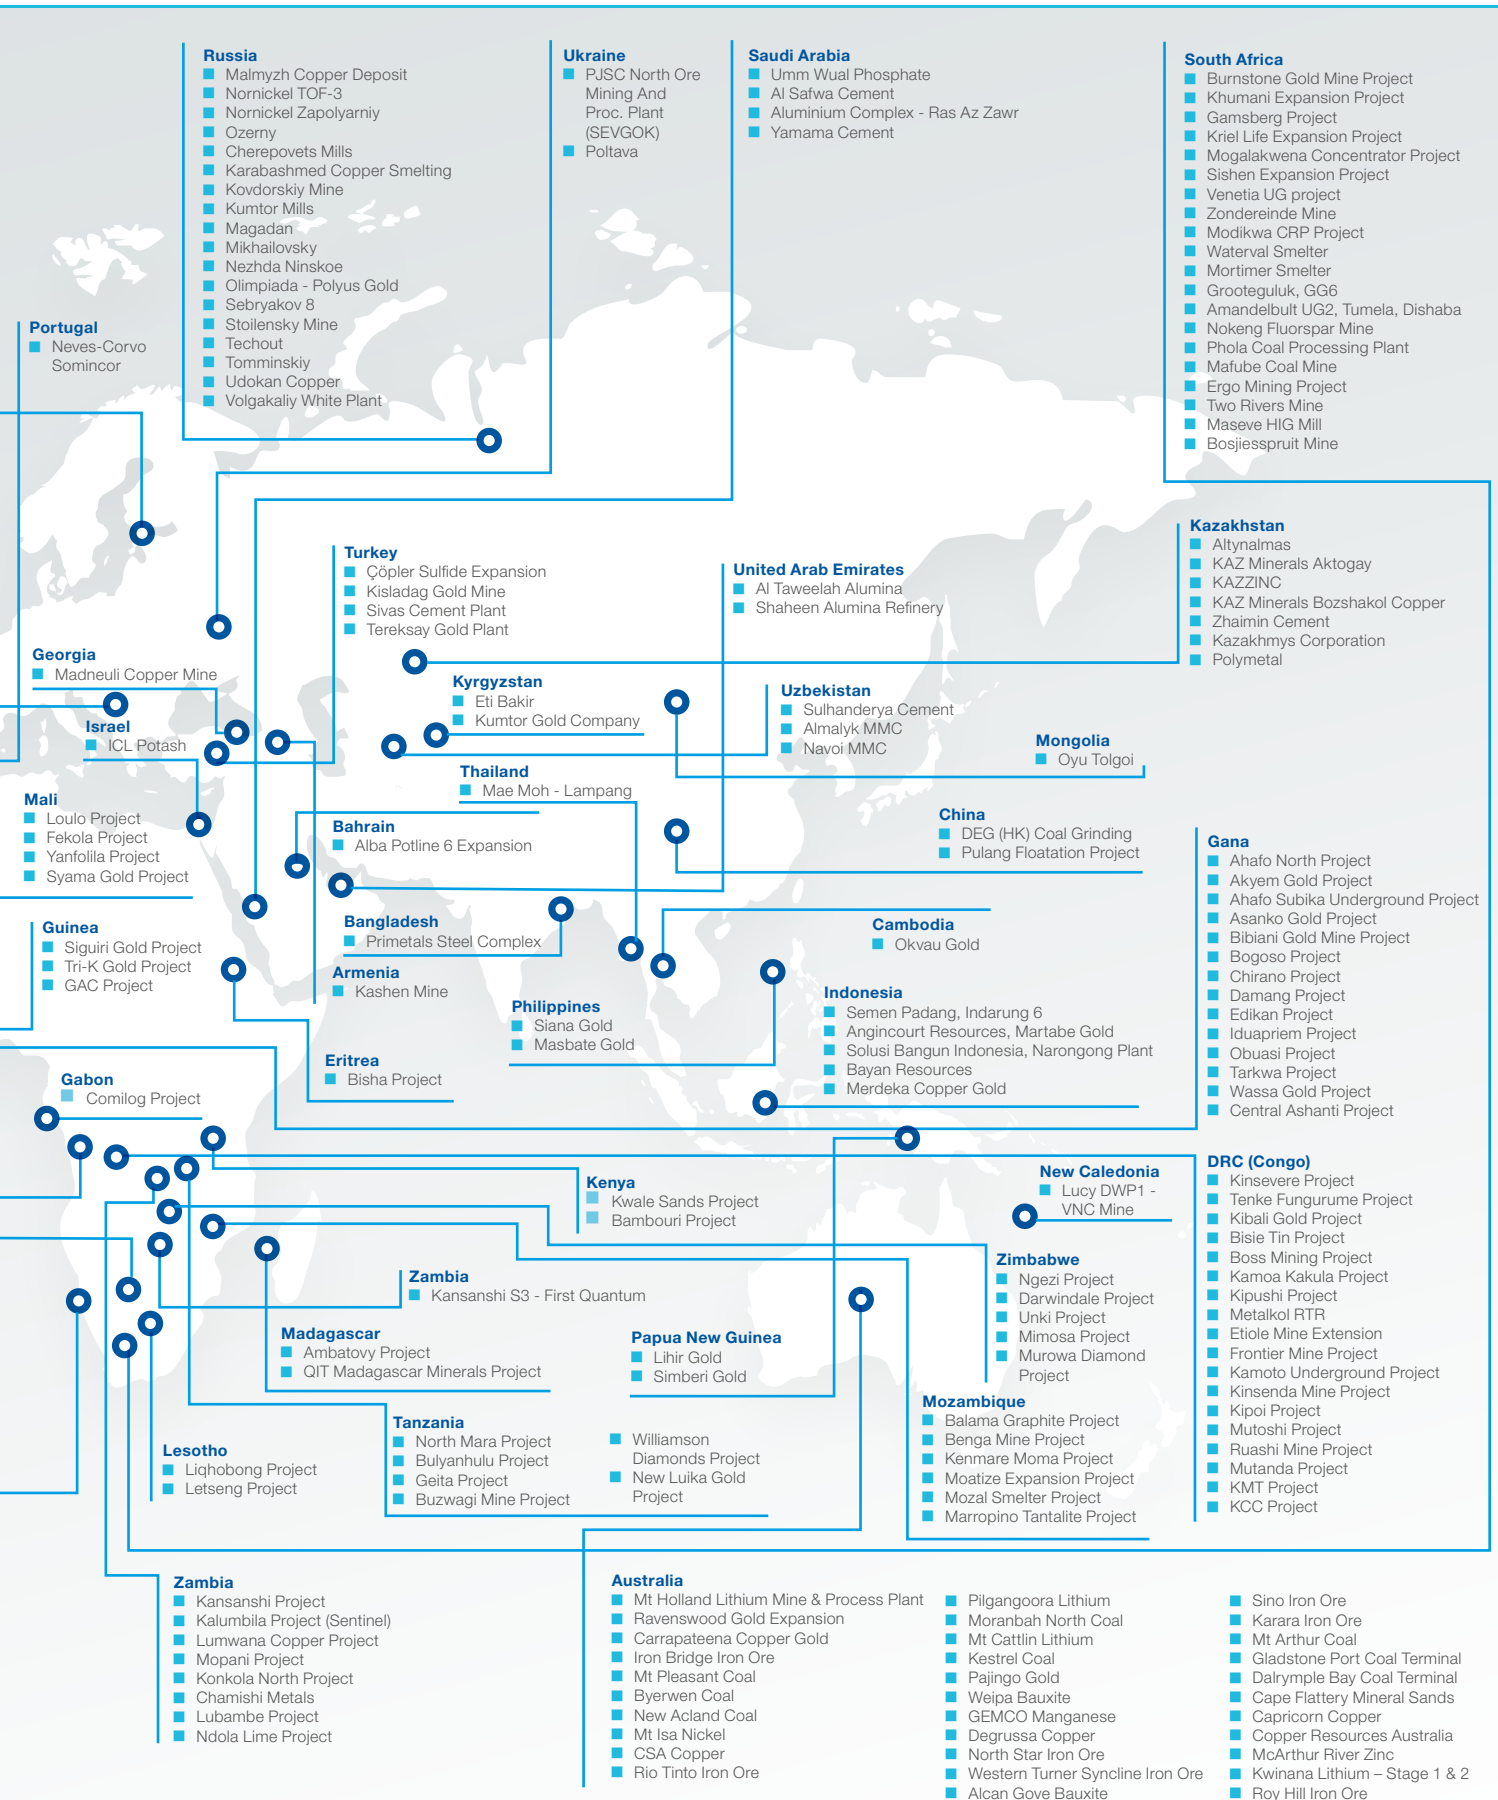 Russia
Malmyzh Copper Deposit
Nornickel TOF-3
Nornickel Zapolyarniy
Ozerny
Cherepovets Mills
Karabashmed Copper Smelting
Kovdorskiy Mine
Kumtor Mills
Magadan
Mikhailovsky
Nezhda Ninskoe
Olimpiada - Polyus Gold
Sebryakov 8
Stoilensky Mine
Techout
Tomminskiy
Udokan Copper
Volgakaliy White Plant
Ukraine
PJSC North Ore
Mining And
Proc. Plant
(SEVGOK)
Poltava
Saudi Arabia
Umm Wual Phosphate
Al Safwa Cement
Aluminium Complex - Ras Az Zawr
Yamama Cement
South Africa
Burnstone Gold Mine Project
Khumani Expansion Project
Gamsberg Project
Kriel Life Expansion Project
Mogalakwena Concentrator Project
Sishen Expansion Project
Venetia UG project
Zondereinde Mine
Modikwa CRP Project
Waterval Smelter
Mortimer Smelter
Grooteguluk, GG6
Amandelbult UG2, Tumela, Dishaba
Nokeng Fluorspar Mine
Phola Coal Processing Plant
Mafube Coal Mine
Ergo Mining Project
Two Rivers Mine
Maseve HIG Mill
Bosjiesspruit Mine
Portugal
Neves-Corvo
Somincor
Kazakhstan
Altynalmas
KAZ Minerals Aktogay
KAZZINC
KAZ Minerals Bozshakol Copper
Zhaimin Cement
Kazakhmys Corporation
Polymetal
Turkey
Çöpler Sulfide Expansion
Kisladag Gold Mine
Sivas Cement Plant
Tereksay Gold Plant
United Arab Emirates
Al Taweelah Alumina
Shaheen Alumina Refinery
Georgia
Madneuli Copper Mine
Kyrgyzstan
Eti Bakir
Kumtor Gold Company
Uzbekistan
Sulhanderya Cement
Almalyk MMC
Navoi MMC
Israel
ICL Potash
Mongolia
Oyu Tolgoi
Thailand
Mae Moh - Lampang
Mali
Loulo Project
Fekola Project
Yanfolila Project
Syama Gold Project
Bahrain
Alba Potline 6 Expansion
China
DEG (HK) Coal Grinding
Pulang Floatation Project
Gana
Ahafo North Project
Akyem Gold Project
Ahafo Subika Underground Project
Asanko Gold Project
Bibiani Gold Mine Project
Bogoso Project
Chirano Project
Damang Project
Edikan Project
Iduapriem Project
Obuasi Project
Tarkwa Project
Wassa Gold Project
Central Ashanti Project
Guinea
Siguiri Gold Project
Tri-K Gold Project
GAC Project
Bangladesh
Primetals Steel Complex
Cambodia
Okvau Gold
Armenia
Kashen Mine
Philippines
Siana Gold
Masbate Gold
Indonesia
Semen Padang, Indarung 6
Angincourt Resources, Martabe Gold
Solusi Bangun Indonesia, Narongong Plant
Bayan Resources
Merdeka Copper Gold
Eritrea
Bisha Project
Gabon
Comilog Project
Kenya
Kwale Sands Project
Bambouri Project
New Caledonia
Lucy DWP1 -
VNC Mine
DRC (Congo)
Kinsevere Project
Tenke Fungurume Project
Kibali Gold Project
Bisie Tin Project
Boss Mining Project
Kamoa Kakula Project
Kipushi Project
Metalkol RTR
Etiole Mine Extension
Frontier Mine Project
Kamoto Underground Project
Kinsenda Mine Project
Kipoi Project
Mutoshi Project
Ruashi Mine Project
Mutanda Project
KMT Project
KCC Project
Zimbabwe
Ngezi Project
Darwindale Project
Unki Project
Mimosa Project
Murowa Diamond
Project
Zambia
Kansanshi S3 - First Quantum
Madagascar
Ambatovy Project
QIT Madagascar Minerals Project
Papua New Guinea
Lihir Gold
Simberi Gold
Mozambique
Balama Graphite Project
Benga Mine Project
Kenmare Moma Project
Moatize Expansion Project
Mozal Smelter Project
Marropino Tantalite Project
Tanzania
North Mara Project
Bulyanhulu Project
Geita Project
Buzwagi Mine Project
Williamson
Diamonds Project
New Luika Gold
Project
Lesotho
Liqhobong Project
Letseng Project
Zambia
Kansanshi Project
Kalumbila Project (Sentinel)
Lumwana Copper Project
Mopani Project
Konkola North Project
Chamishi Metals
Lubambe Project
Ndola Lime Project
Australia
Mt Holland Lithium Mine & Process Plant
Ravenswood Gold Expansion
Carrapateena Copper Gold
Iron Bridge Iron Ore
Mt Pleasant Coal
Byerwen Coal
New Acland Coal
Mt Isa Nickel
CSA Copper
Rio Tinto Iron Ore
Pilgangoora Lithium
Moranbah North Coal
Mt Cattlin Lithium
Kestrel Coal
Pajingo Gold
Weipa Bauxite
GEMCO Manganese
Degrussa Copper
North Star Iron Ore
Western Turner Syncline Iron Ore
Alcan Gove Bauxite
Sino Iron Ore
Karara Iron Ore
Mt Arthur Coal
Gladstone Port Coal Terminal
Dalrymple Bay Coal Terminal
Cape Flattery Mineral Sands
Capricorn Copper
Copper Resources Australia
McArthur River Zinc
Kwinana Lithium – Stage 1 & 2
Roy Hill Iron Ore